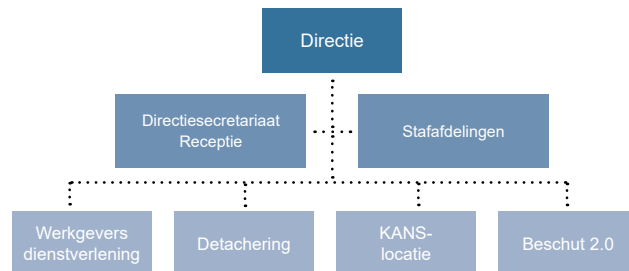 Directie
Directiesecretariaat
Receptie
Stafafdelingen
Werkgevers
dienstverlening
Detachering
KANS-
locatie
Beschut 2.0